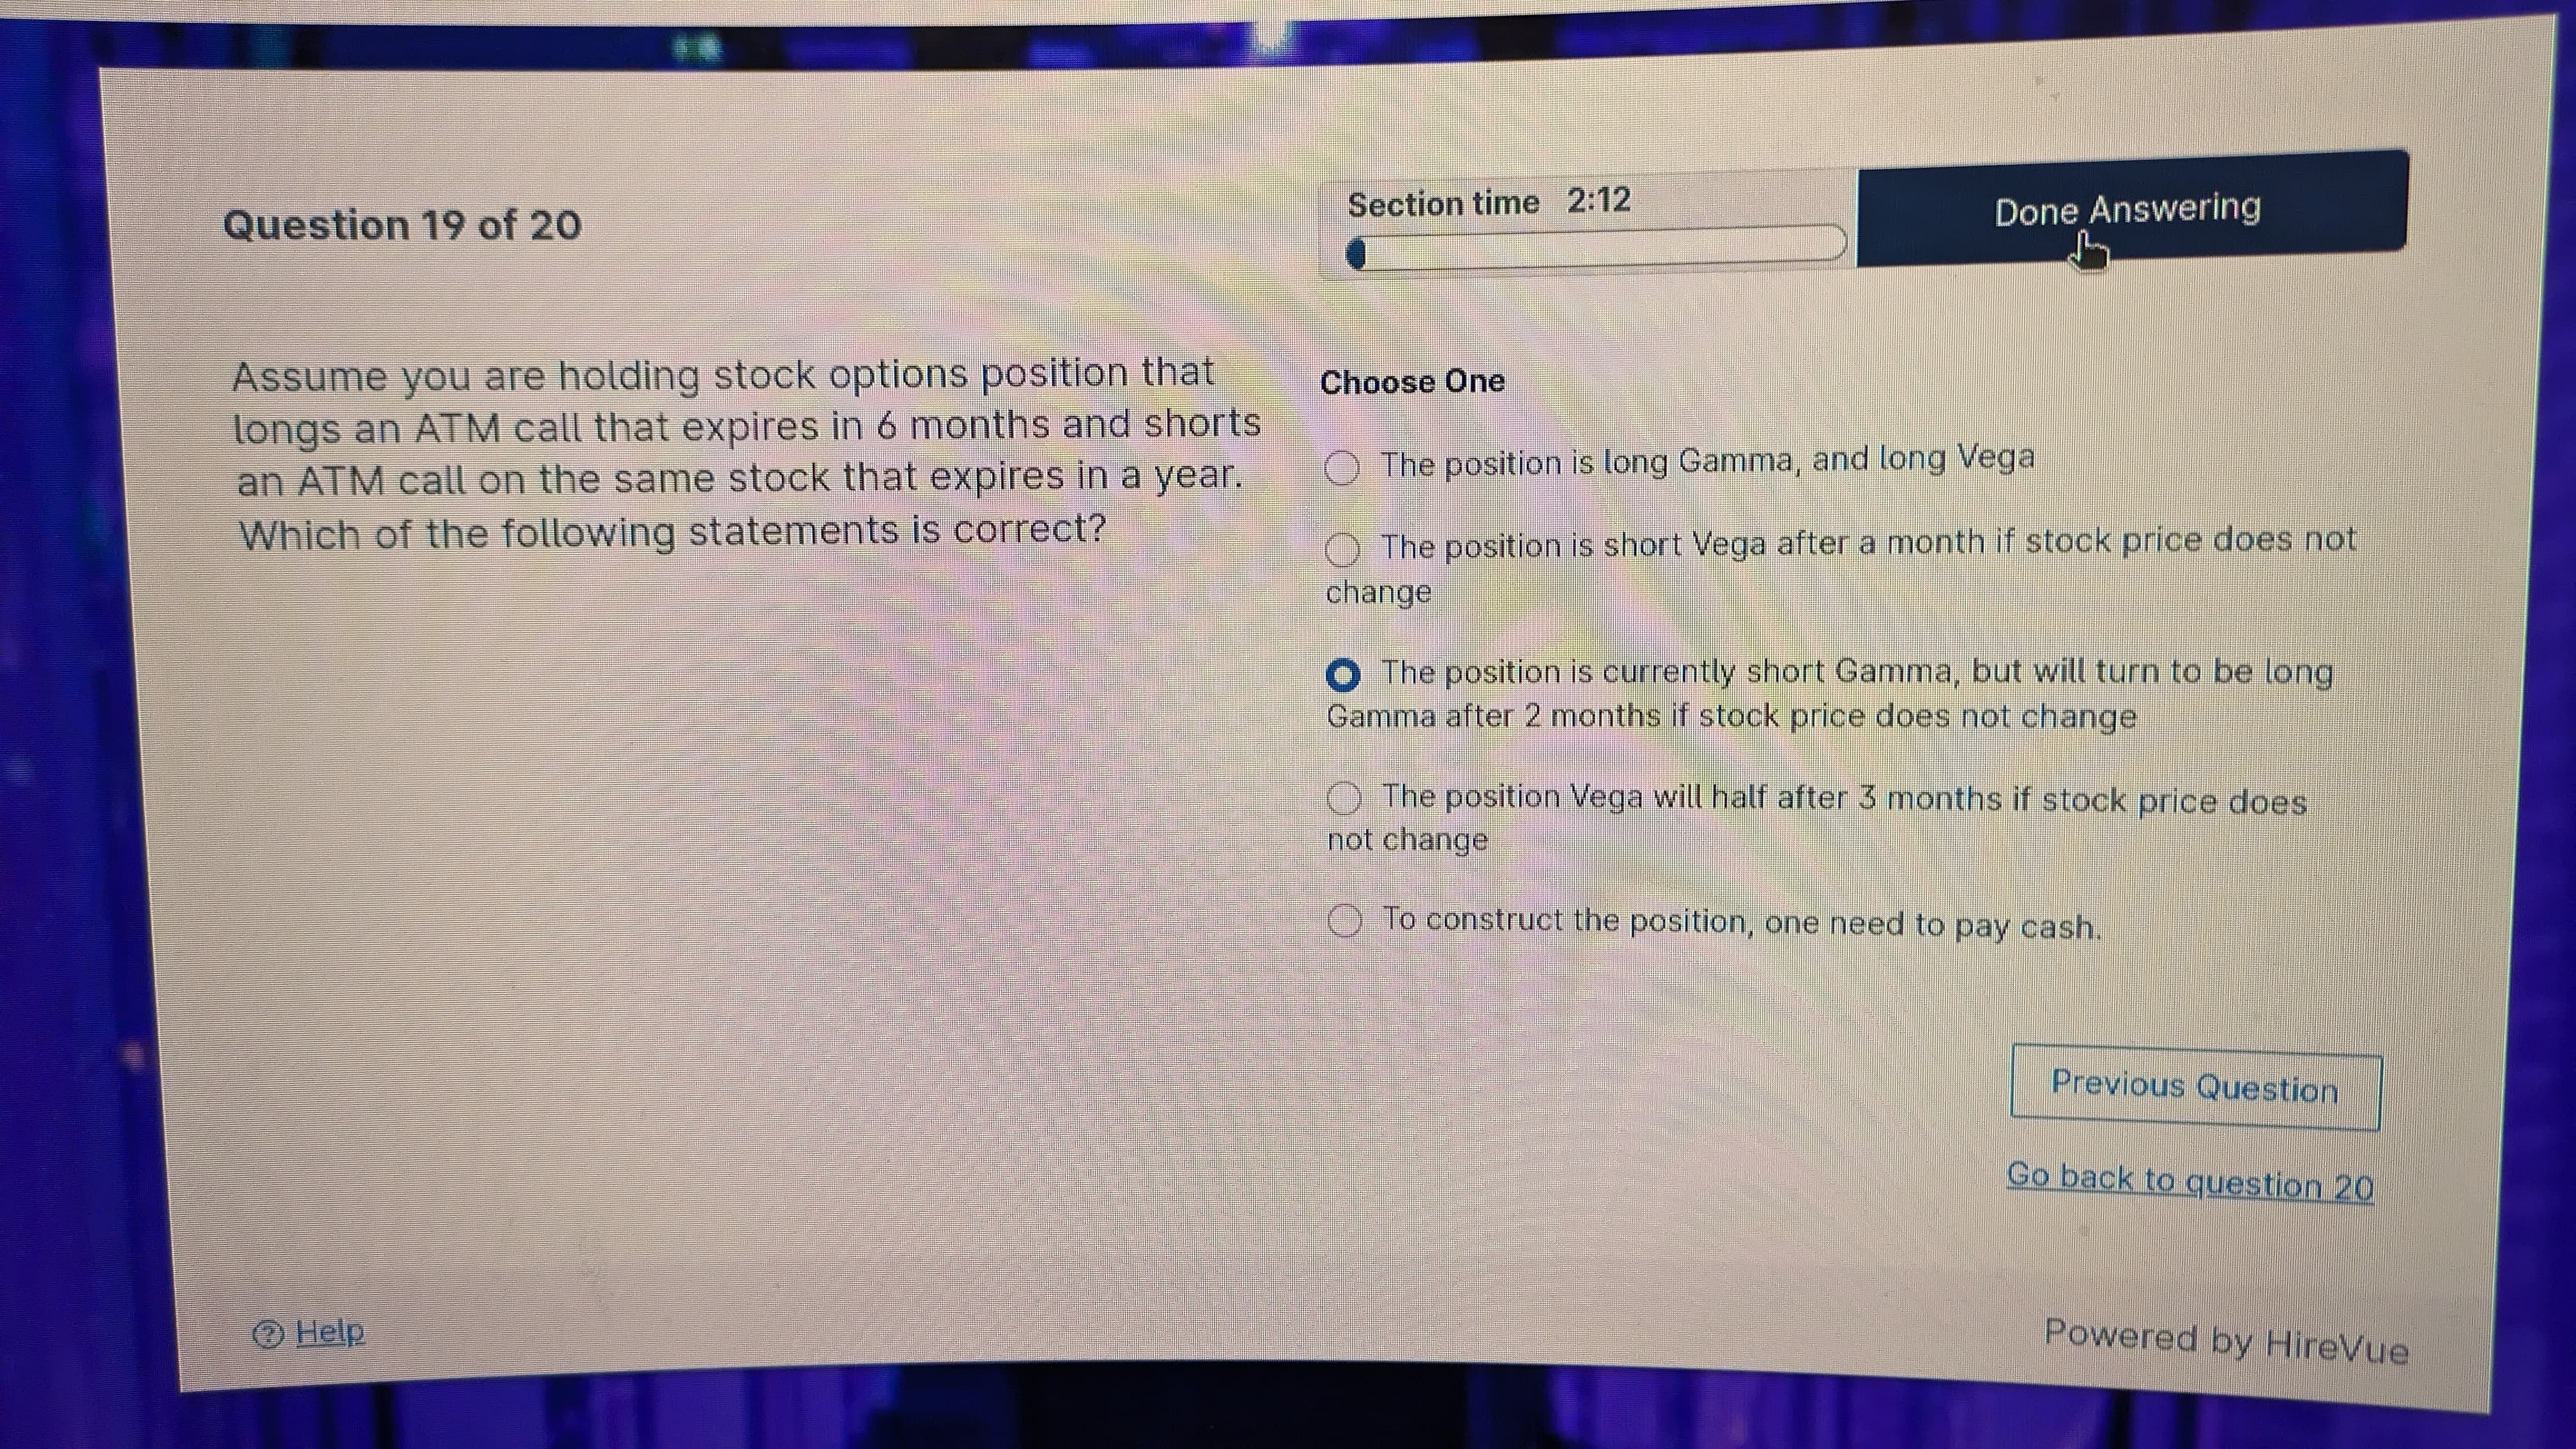 Question 19 of 20
Section time 2:12
Done Answering
Assume you are holding stock options position that
longs an ATM call that expires in 6 months and shorts
an ATM call on the same stock that expires in a year.
Which of the following statements is correct?
Choose One
The position is long Gamma, and long Vega
The position is short Vega after a month if stock price does not
change
The position is currently short Gamma, but will turn to be long
Gamma after 2 months if stock price does not change
The position Vega will half after 3 months if stock price does
not change
To construct the position, one need to pay cash.
Previous Question
Go back to question 20
? Help
Powered by HireVue